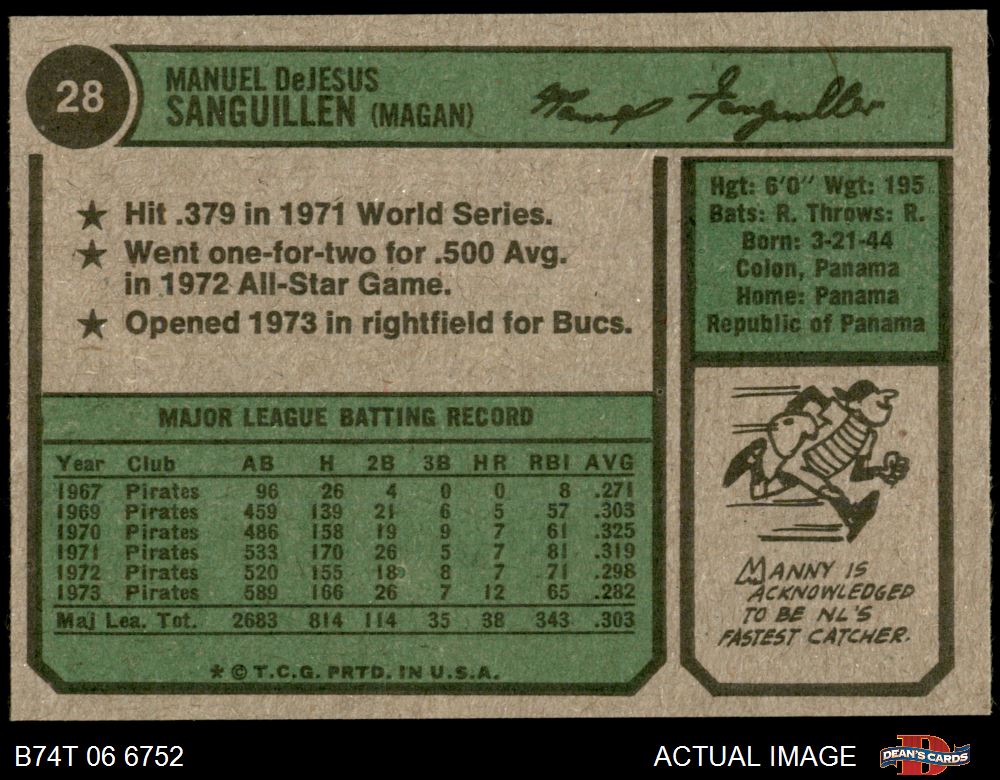 28
MANUEL DeJESUS
SANGUILLEN (MAGAN)
Manuel Sanguillen
★ Hit .379 in 1971 World Series.
★ Went one-for-two for .500 Avg.
in 1972 All-Star Game.
★ Opened 1973 in rightfield for Bucs.
Hgt: 6'0" Wgt: 195
Bats: R. Throws: R.
Born: 3-21-44
Colon, Panama
Home: Panama
Republic of Panama
MAJOR LEAGUE BATTING RECORD
Year Club AB H 2B 3B HR RBI AVG
1967 Pirates 96 26 4 0 0 8 .271
1969 Pirates 459 139 21 6 5 57 .303
1970 Pirates 486 158 19 9 7 61 .325
1971 Pirates 533 170 26 5 7 81 .319
1972 Pirates 520 155 18 8 7 71 .298
1973 Pirates 589 166 26 7 12 65 .282
Maj Lea. Tot. 2683 814 114 35 38 343 .303
* © T.C.G. PRTD. IN U.S.A.
MANNY IS
ACKNOWLEDGED
TO BE NL'S
FASTEST CATCHER.
B74T 06 6752
ACTUAL IMAGE
DEAN'S CARDS